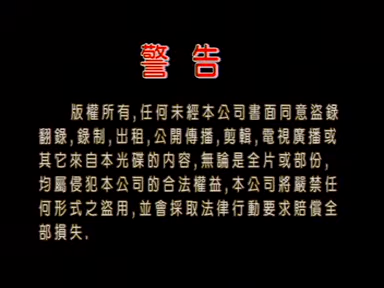 警告
版權所有,任何未經本公司書面同意盜錄
翻錄,錄制,出租,公開傳播,剪輯,電視廣播或
其它來自本光碟的内容,無論是全片或部份,
均屬侵犯本公司的合法權益,本公司將嚴禁任
何形式之盜用,並會採取法律行動要求賠償全
部損失.